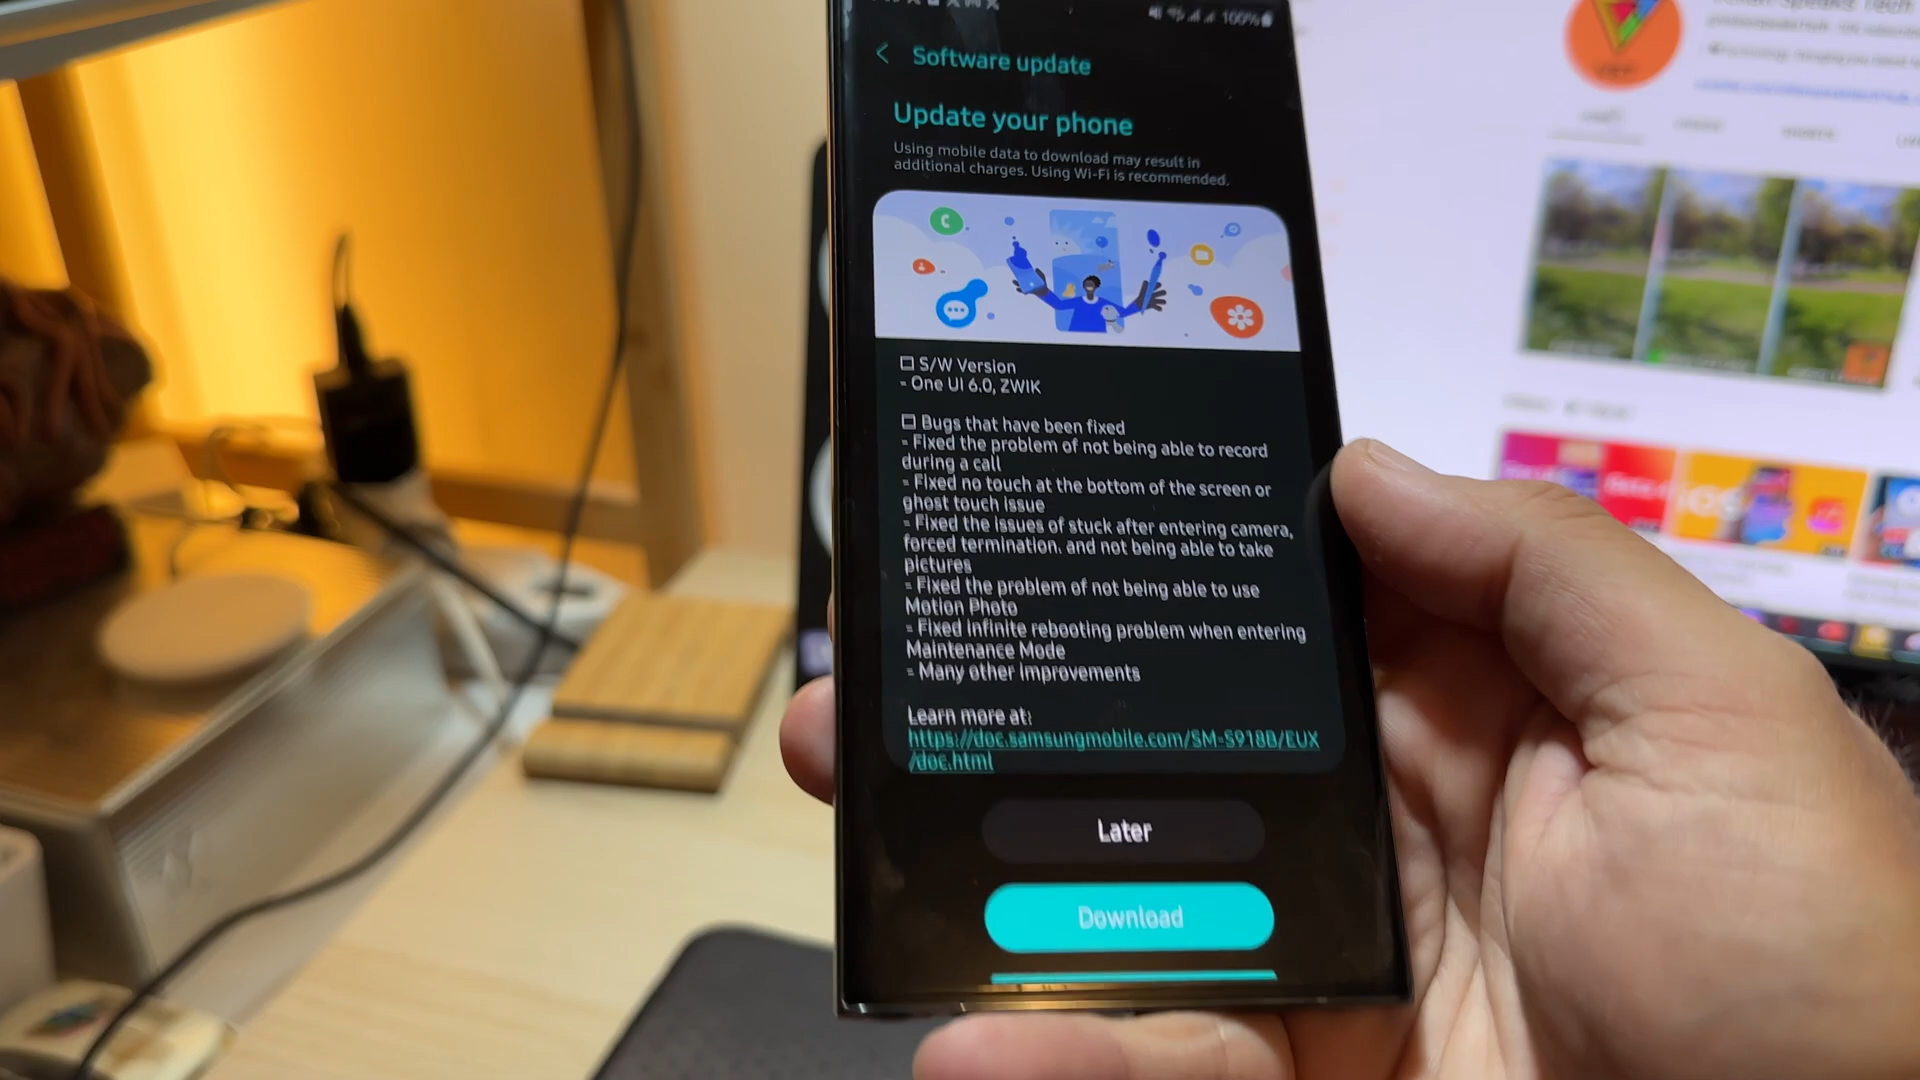 100%
Software update
Update your phone
Using mobile data to download may result in
additional charges. Using Wi-Fi is recommended.
S/W Version
- One UI 6.0, ZWIK
Bugs that have been fixed
- Fixed the problem of not being able to record
during a call
- Fixed no touch at the bottom of the screen or
ghost touch issue
- Fixed the issues of stuck after entering camera,
forced termination. and not being able to take
pictures
- Fixed the problem of not being able to use
Motion Photo
- Fixed infinite rebooting problem when entering
Maintenance Mode
- Many other improvements
Learn more at:
https://doc.samsungmobile.com/SM-S918B/EUX
/doc.html
Later
Download